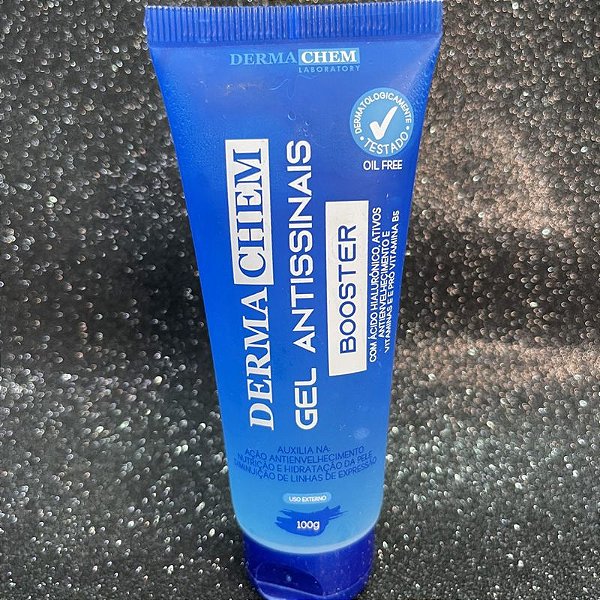 DERMA CHEM
LABORATORY
DERMATOLOGICAMENTE
TESTADO
OIL FREE
DERMA CHEM
GEL ANTISSINAIS
BOOSTER
COM ÁCIDO HIALURÔNICO, ATIVOS
ANTIENVELHECIMENTO E
VITAMINAS E E PRÓ VITAMINA B5
AUXILIA NA:
AÇÃO ANTIENVELHECIMENTO
NUTRIÇÃO E HIDRATAÇÃO DA PELE
DIMINUIÇÃO DE LINHAS DE EXPRESSÃO
USO EXTERNO
100g